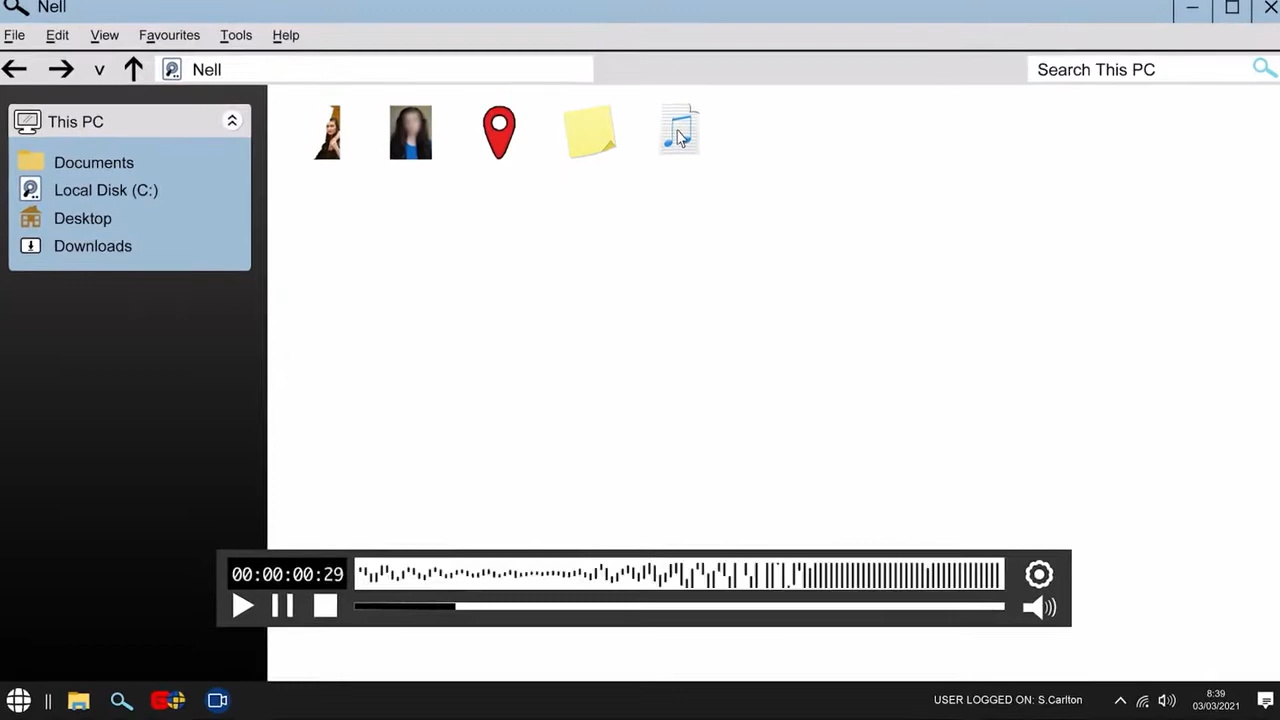 Nell
File Edit View Favourites Tools Help
Nell
Search This PC
This PC
Documents
Local Disk (C:)
Desktop
Downloads
00:00:00:29
USER LOGGED ON: S.Carlton
8:39
03/03/2021